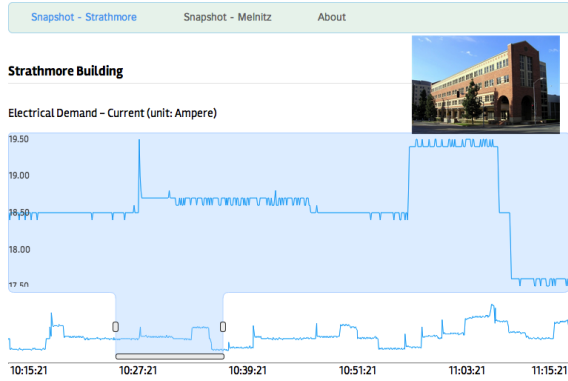 Snapshot - Strathmore Snapshot - Melnitz About
Strathmore Building
Electrical Demand – Current (unit: Ampere)
19.50
19.00
18.50
18.00
17.50
10:15:21 10:27:21 10:39:21 10:51:21 11:03:21 11:15:21